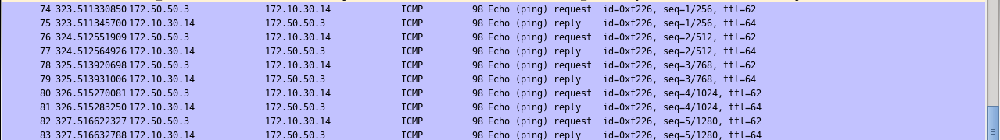 74 323.511330850 172.50.50.3 172.10.30.14 ICMP 98 Echo (ping) request id=0xf226, seq=1/256, ttl=62
75 323.511345700 172.10.30.14 172.50.50.3 ICMP 98 Echo (ping) reply id=0xf226, seq=1/256, ttl=64
76 324.512551909 172.50.50.3 172.10.30.14 ICMP 98 Echo (ping) request id=0xf226, seq=2/512, ttl=62
77 324.512564926 172.10.30.14 172.50.50.3 ICMP 98 Echo (ping) reply id=0xf226, seq=2/512, ttl=64
78 325.513920698 172.50.50.3 172.10.30.14 ICMP 98 Echo (ping) request id=0xf226, seq=3/768, ttl=62
79 325.513931006 172.10.30.14 172.50.50.3 ICMP 98 Echo (ping) reply id=0xf226, seq=3/768, ttl=64
80 326.515270081 172.50.50.3 172.10.30.14 ICMP 98 Echo (ping) request id=0xf226, seq=4/1024, ttl=62
81 326.515283250 172.10.30.14 172.50.50.3 ICMP 98 Echo (ping) reply id=0xf226, seq=4/1024, ttl=64
82 327.516622327 172.50.50.3 172.10.30.14 ICMP 98 Echo (ping) request id=0xf226, seq=5/1280, ttl=62
83 327.516632788 172.10.30.14 172.50.50.3 ICMP 98 Echo (ping) reply id=0xf226, seq=5/1280, ttl=64